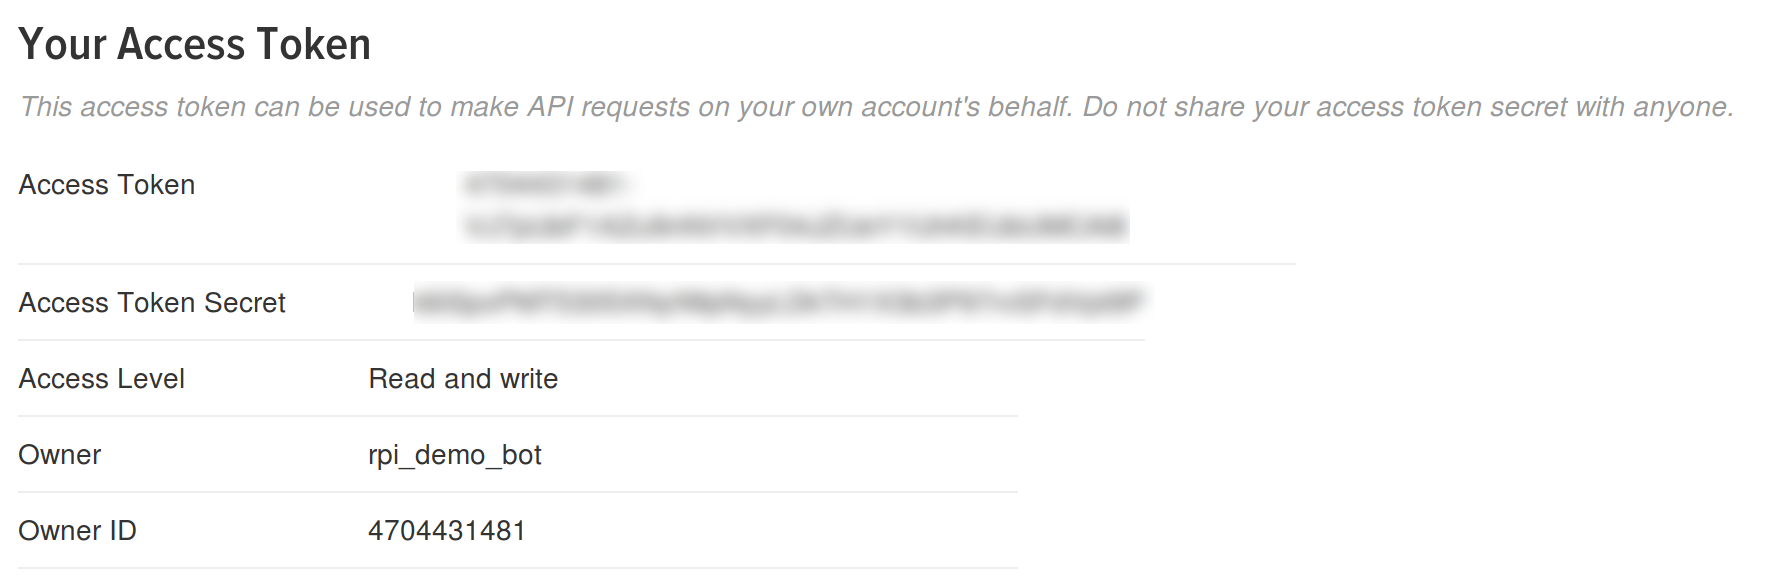 Your Access Token
This access token can be used to make API requests on your own account's behalf. Do not share your access token secret with anyone.
Access Token
Access Token Secret
Access Level Read and write
Owner rpi_demo_bot
Owner ID 4704431481